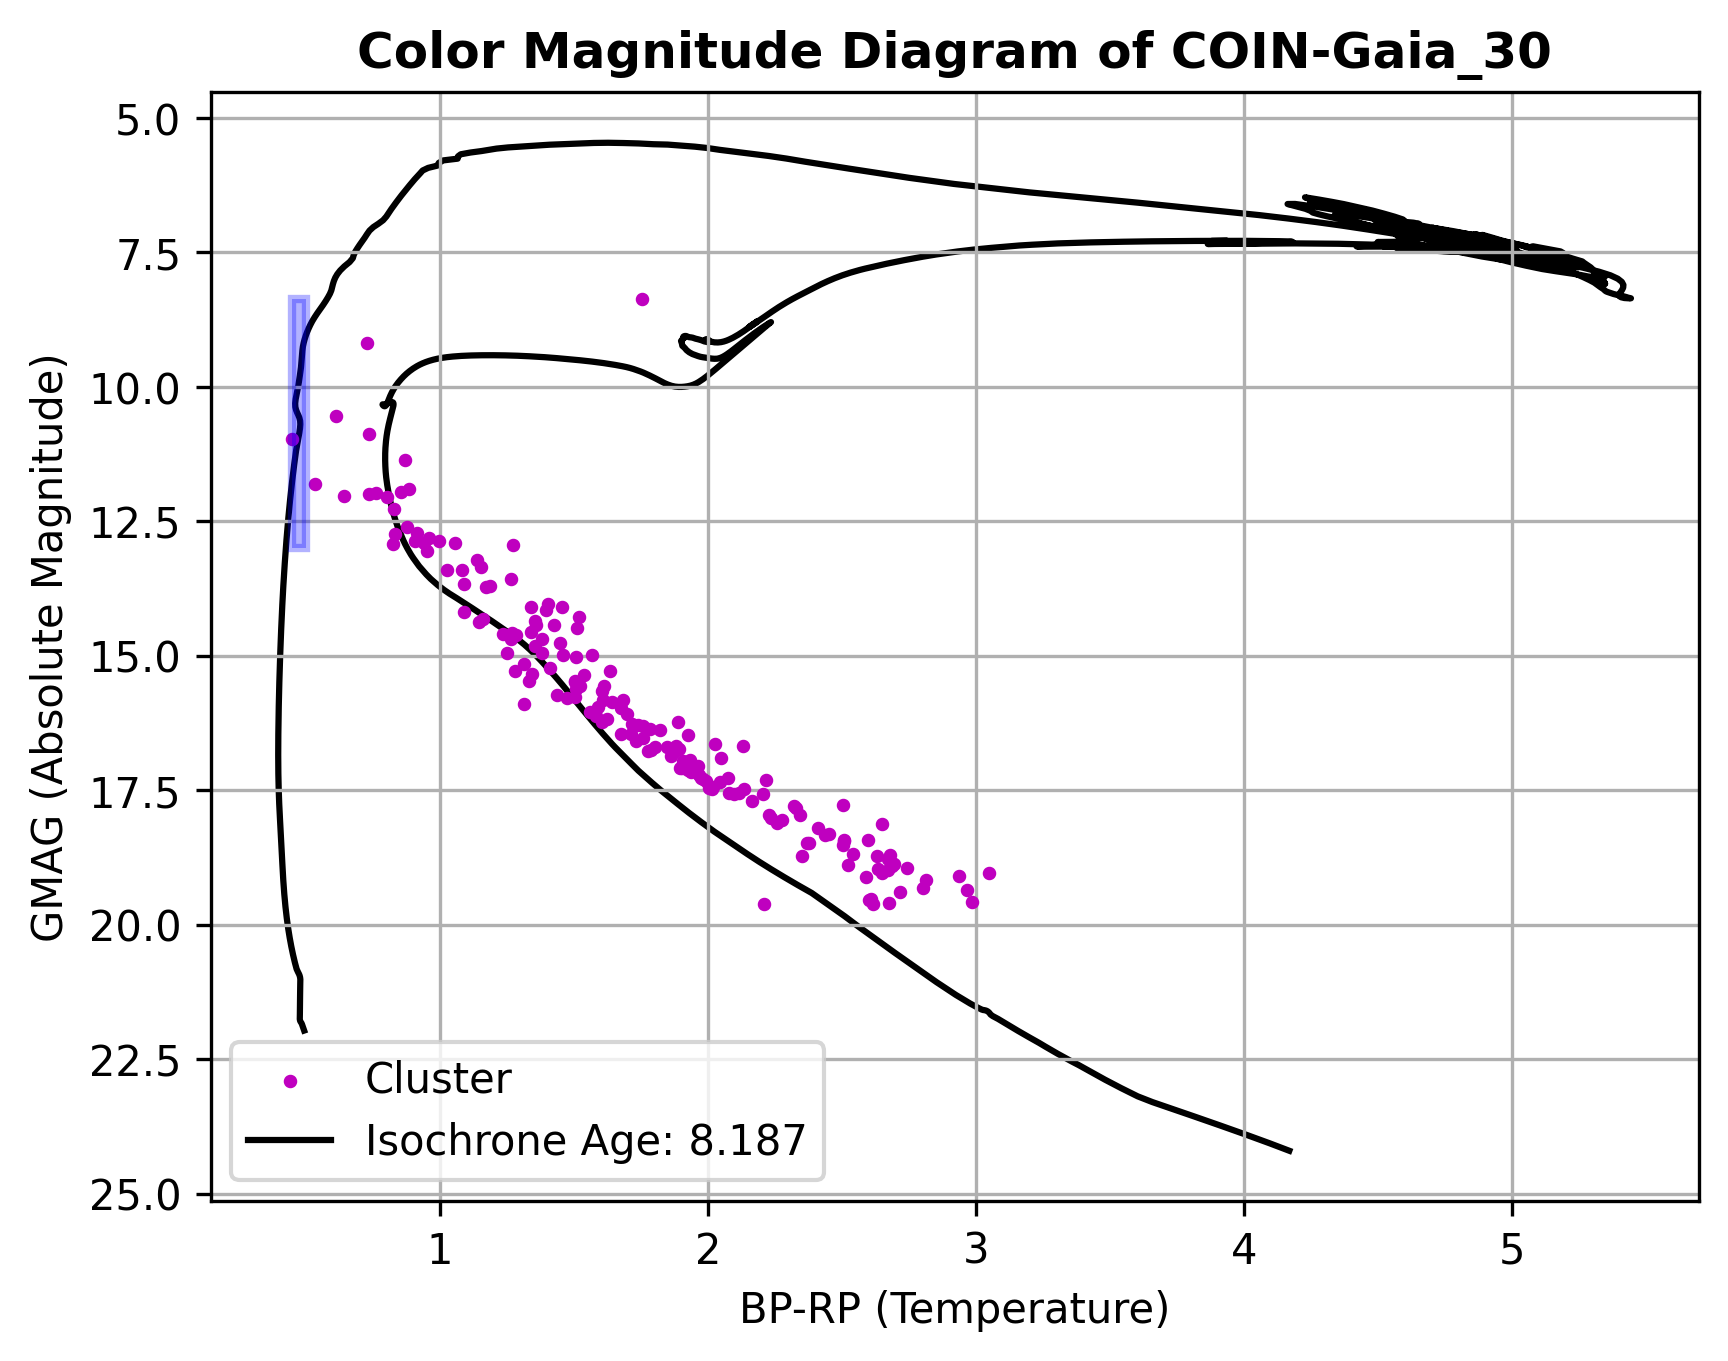 Color Magnitude Diagram of COIN-Gaia_30
GMAG (Absolute Magnitude)
5.0
7.5
10.0
12.5
15.0
17.5
20.0
22.5
25.0
Cluster
Isochrone Age: 8.187
1 2 3 4 5
BP-RP (Temperature)